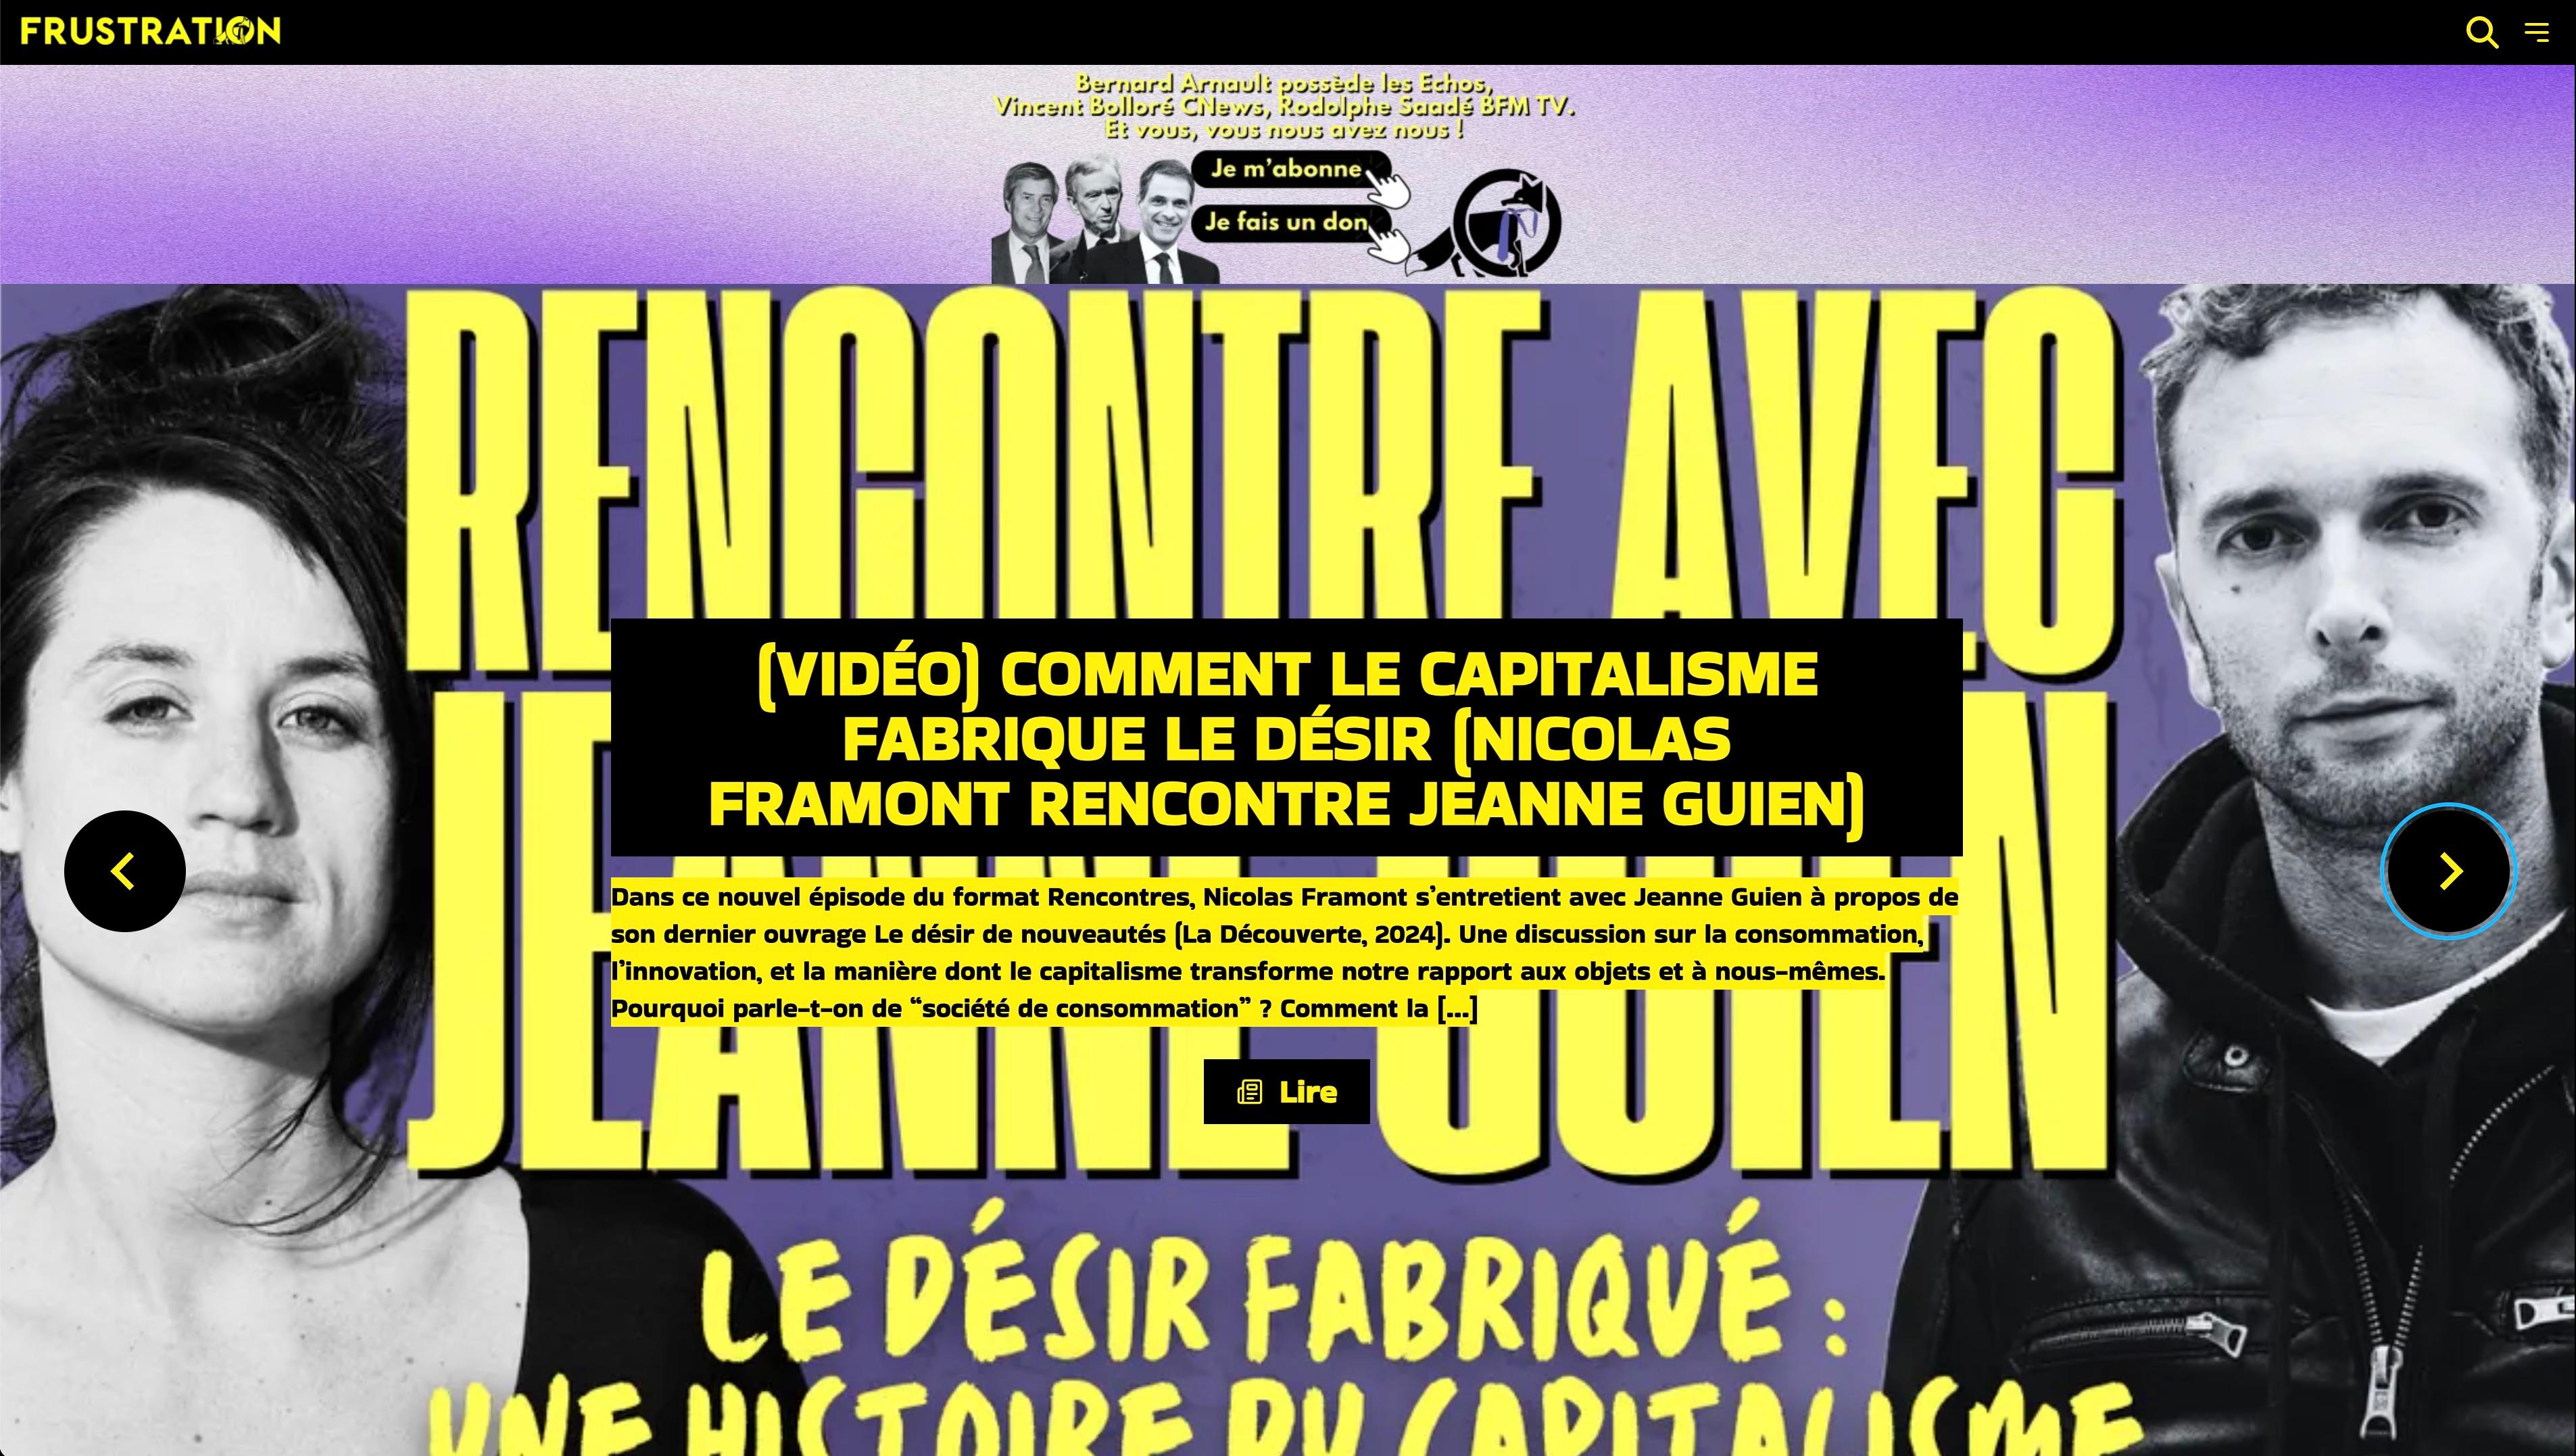 FRUSTRATION
Bernard Arnault possède les Echos,
Vincent Bolloré CNews, Rodolphe Saadé BFM TV.
Et vous, vous nous avez nous !
Je m'abonne
Je fais un don
RENCONTRE AVEC
JEANNE GUIEN
(VIDÉO) COMMENT LE CAPITALISME
FABRIQUE LE DÉSIR (NICOLAS
FRAMONT RENCONTRE JEANNE GUIEN)
Dans ce nouvel épisode du format Rencontres, Nicolas Framont s’entretient avec Jeanne Guien à propos de
son dernier ouvrage Le désir de nouveautés (La Découverte, 2024). Une discussion sur la consommation,
l’innovation, et la manière dont le capitalisme transforme notre rapport aux objets et à nous-mêmes.
Pourquoi parle-t-on de “société de consommation” ? Comment la [...]
Lire
LE DÉSIR FABRIQUÉ :
UNE HISTOIRE DU CAPITALISME